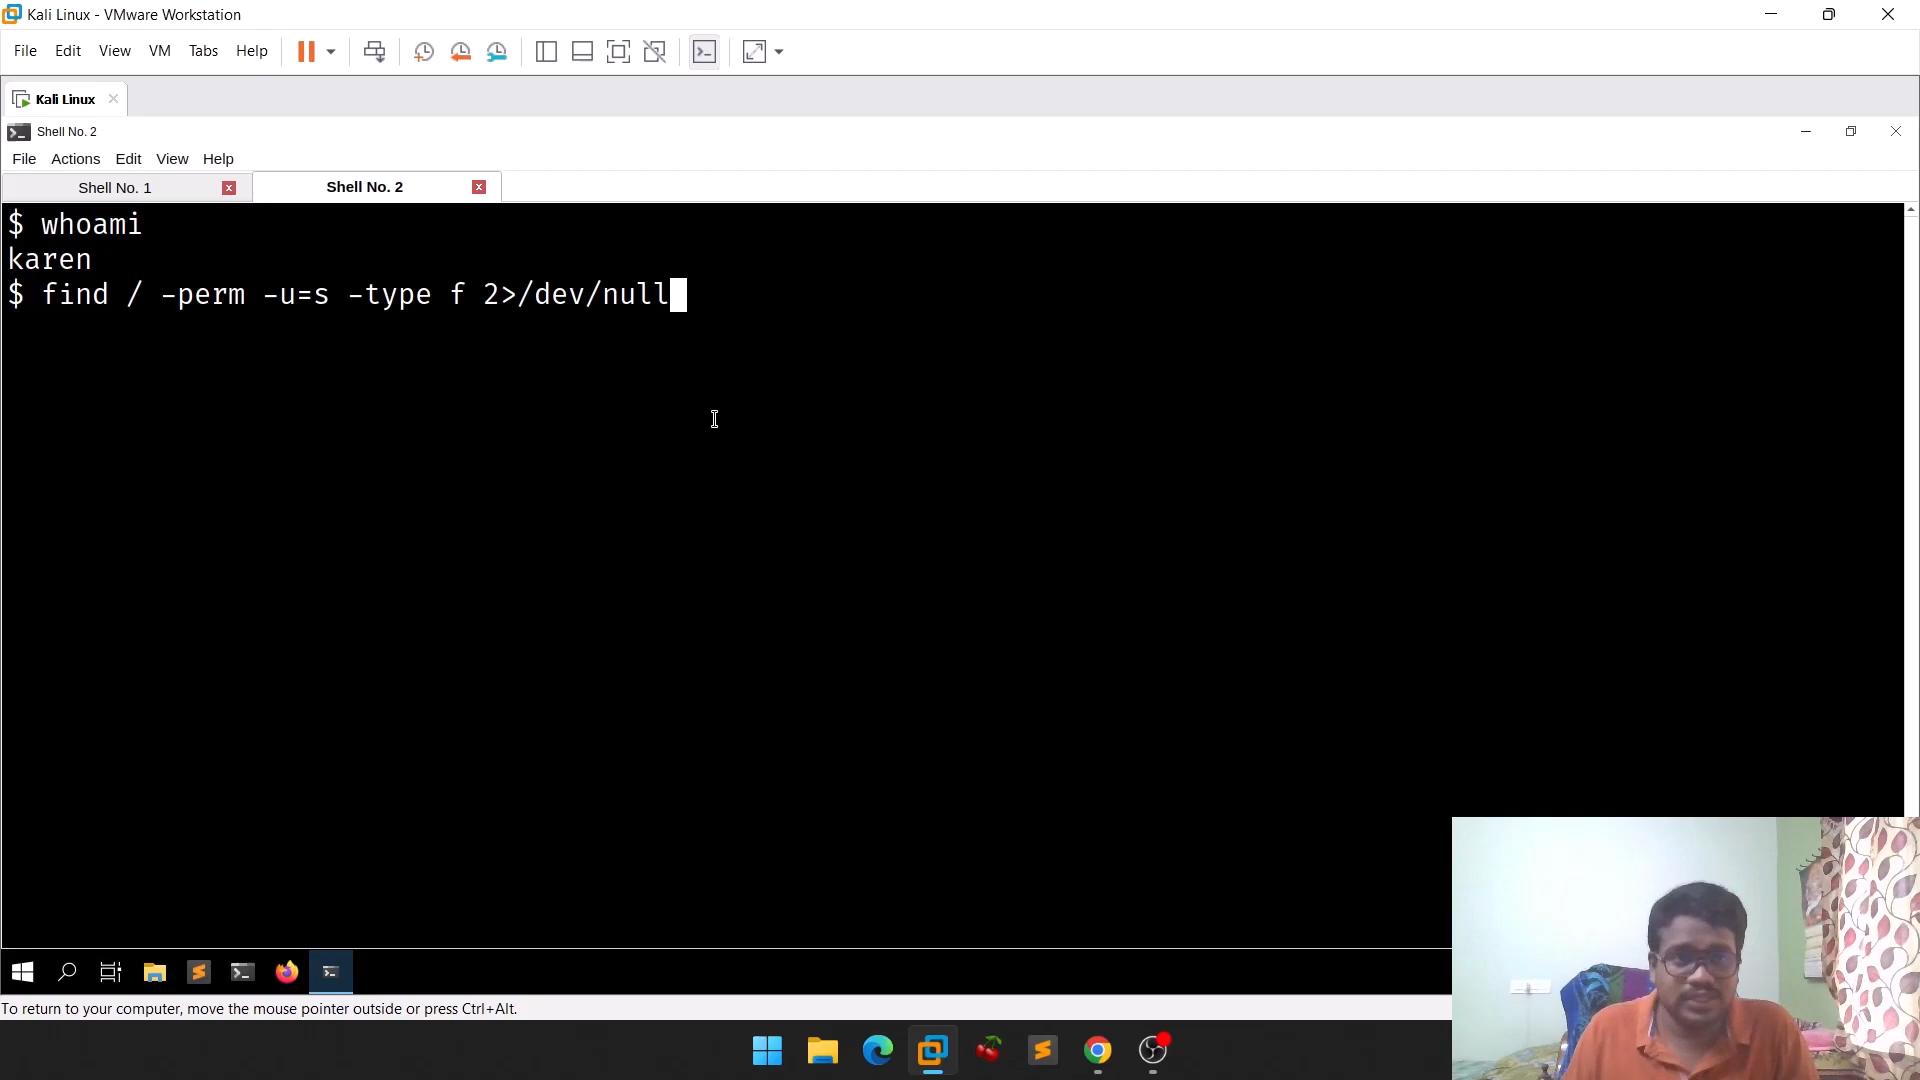 Kali Linux - VMware Workstation
File Edit View VM Tabs Help
Kali Linux
Shell No. 2
File Actions Edit View Help
Shell No. 1 Shell No. 2
$ whoami
karen
$ find / -perm -u=s -type f 2>/dev/null
To return to your computer, move the mouse pointer outside or press Ctrl+Alt.